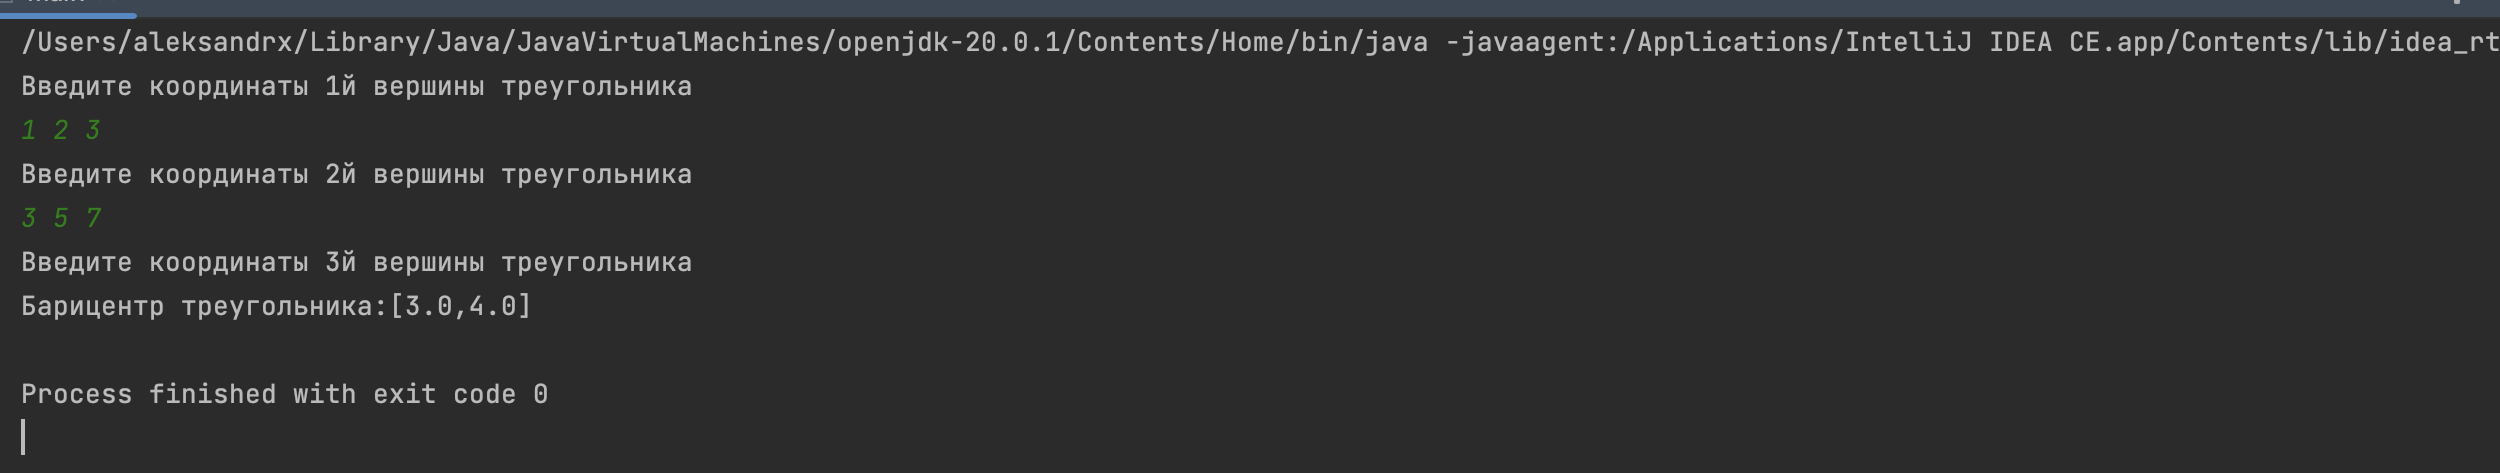 /Users/aleksandrx/Library/Java/JavaVirtualMachines/openjdk-20.0.1/Contents/Home/bin/java -javaagent:/Applications/IntelliJ IDEA CE.app/Contents/lib/idea_rt
Введите координаты 1й вершины треугольника
1 2 3
Введите координаты 2й вершины треугольника
3 5 7
Введите координаты 3й вершины треугольника
Барицентр треугольника:[3.0,4.0]
Process finished with exit code 0